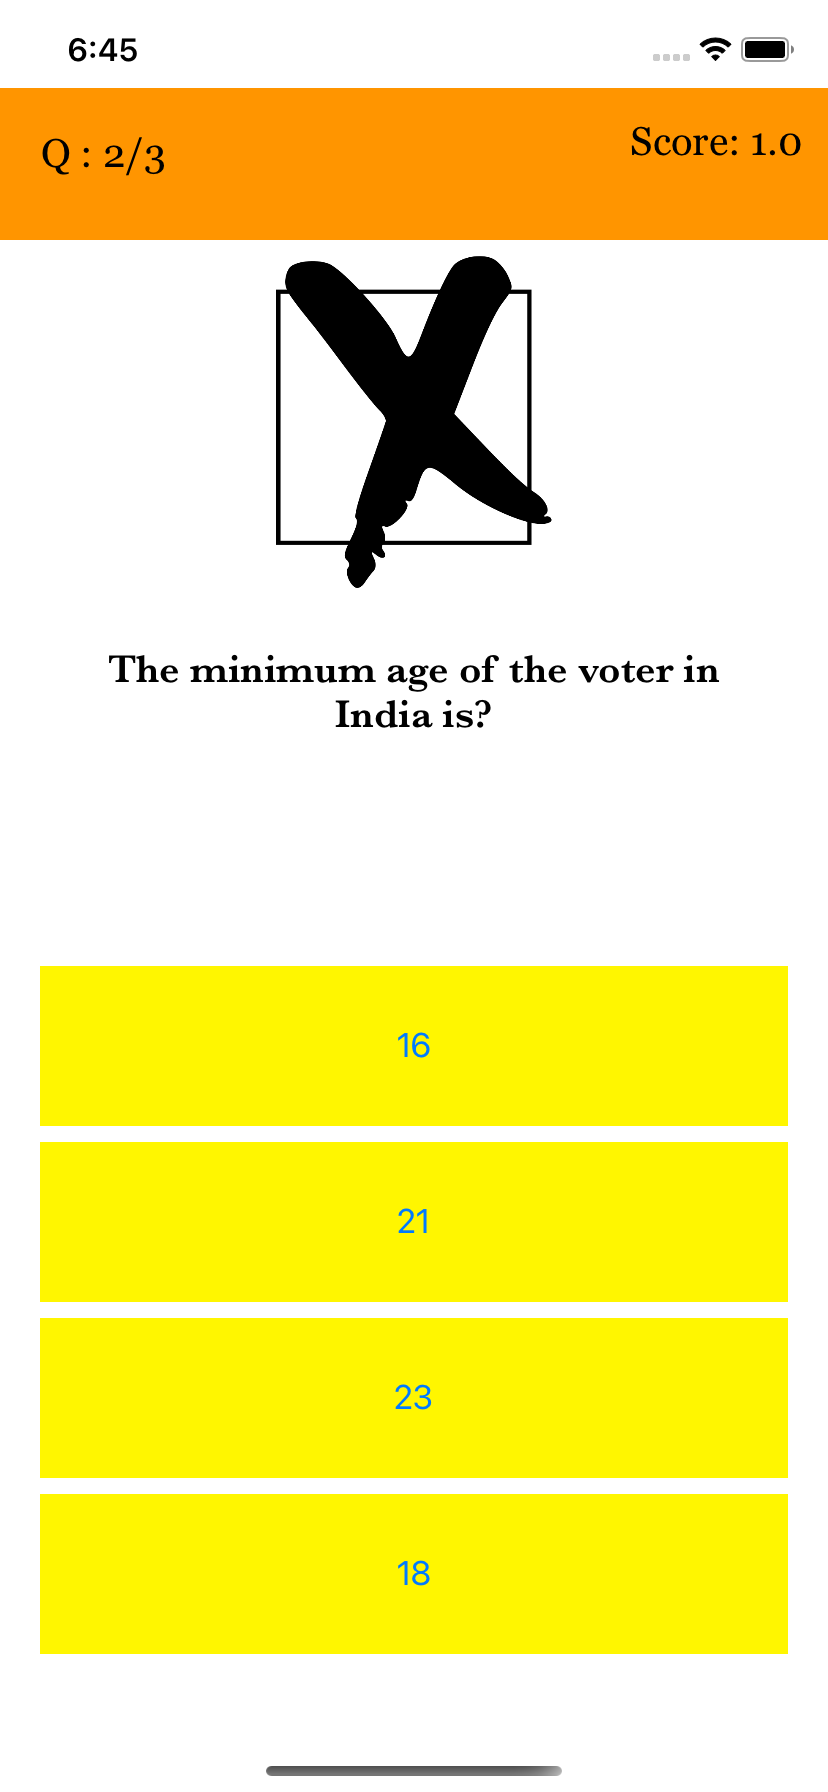 6:45
Q : 2/3
Score: 1.0
The minimum age of the voter in
India is?
16
21
23
18